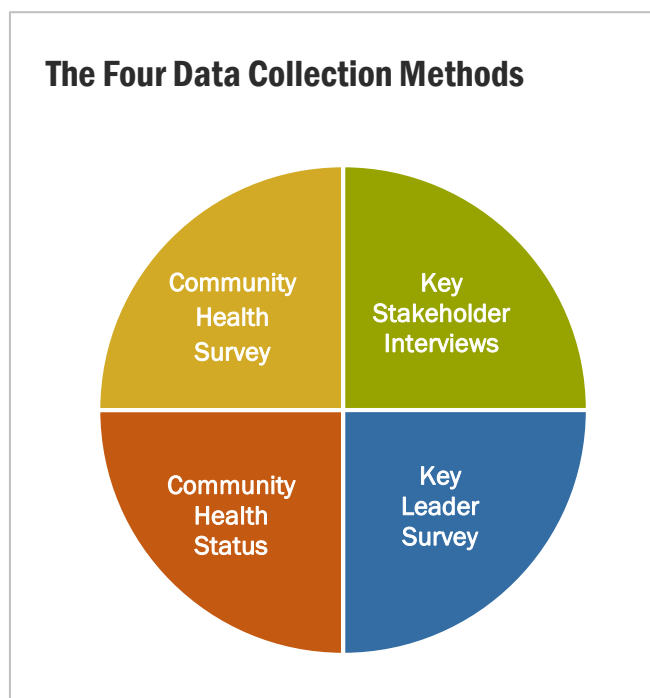 The Four Data Collection Methods
Community
Health
Survey
Key
Stakeholder
Interviews
Community
Health
Status
Key
Leader
Survey